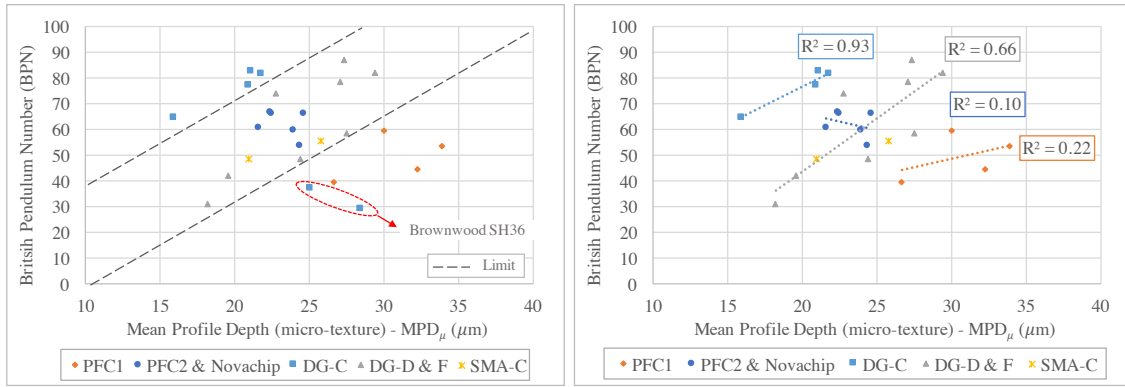 100
90
80
70
60
50
40
30
20
10
0
Britsih Pendulum Number (BPN)
Brownwood SH36
Limit
10 15 20 25 30 35 40
Mean Profile Depth (micro-texture) - MPDμ (μm)
PFC1 PFC2 & Novachip DG-C DG-D & F SMA-C
100
90
80
70
60
50
40
30
20
10
0
Britsih Pendulum Number (BPN)
R² = 0.93
R² = 0.66
R² = 0.10
R² = 0.22
10 15 20 25 30 35 40
Mean Profile Depth (micro-texture) - MPDμ (μm)
PFC1 PFC2 & Novachip DG-C DG-D & F SMA-C